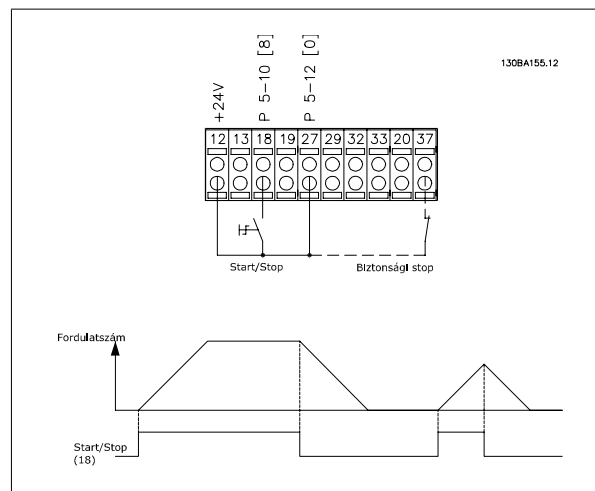 130BA155.12
+24V
P 5-10 [8]
P 5-12 [0]
12 13 18 19 27 29 32 33 20 37
Start/Stop
Biztonsági stop
Fordulatszám
Start/Stop
(18)